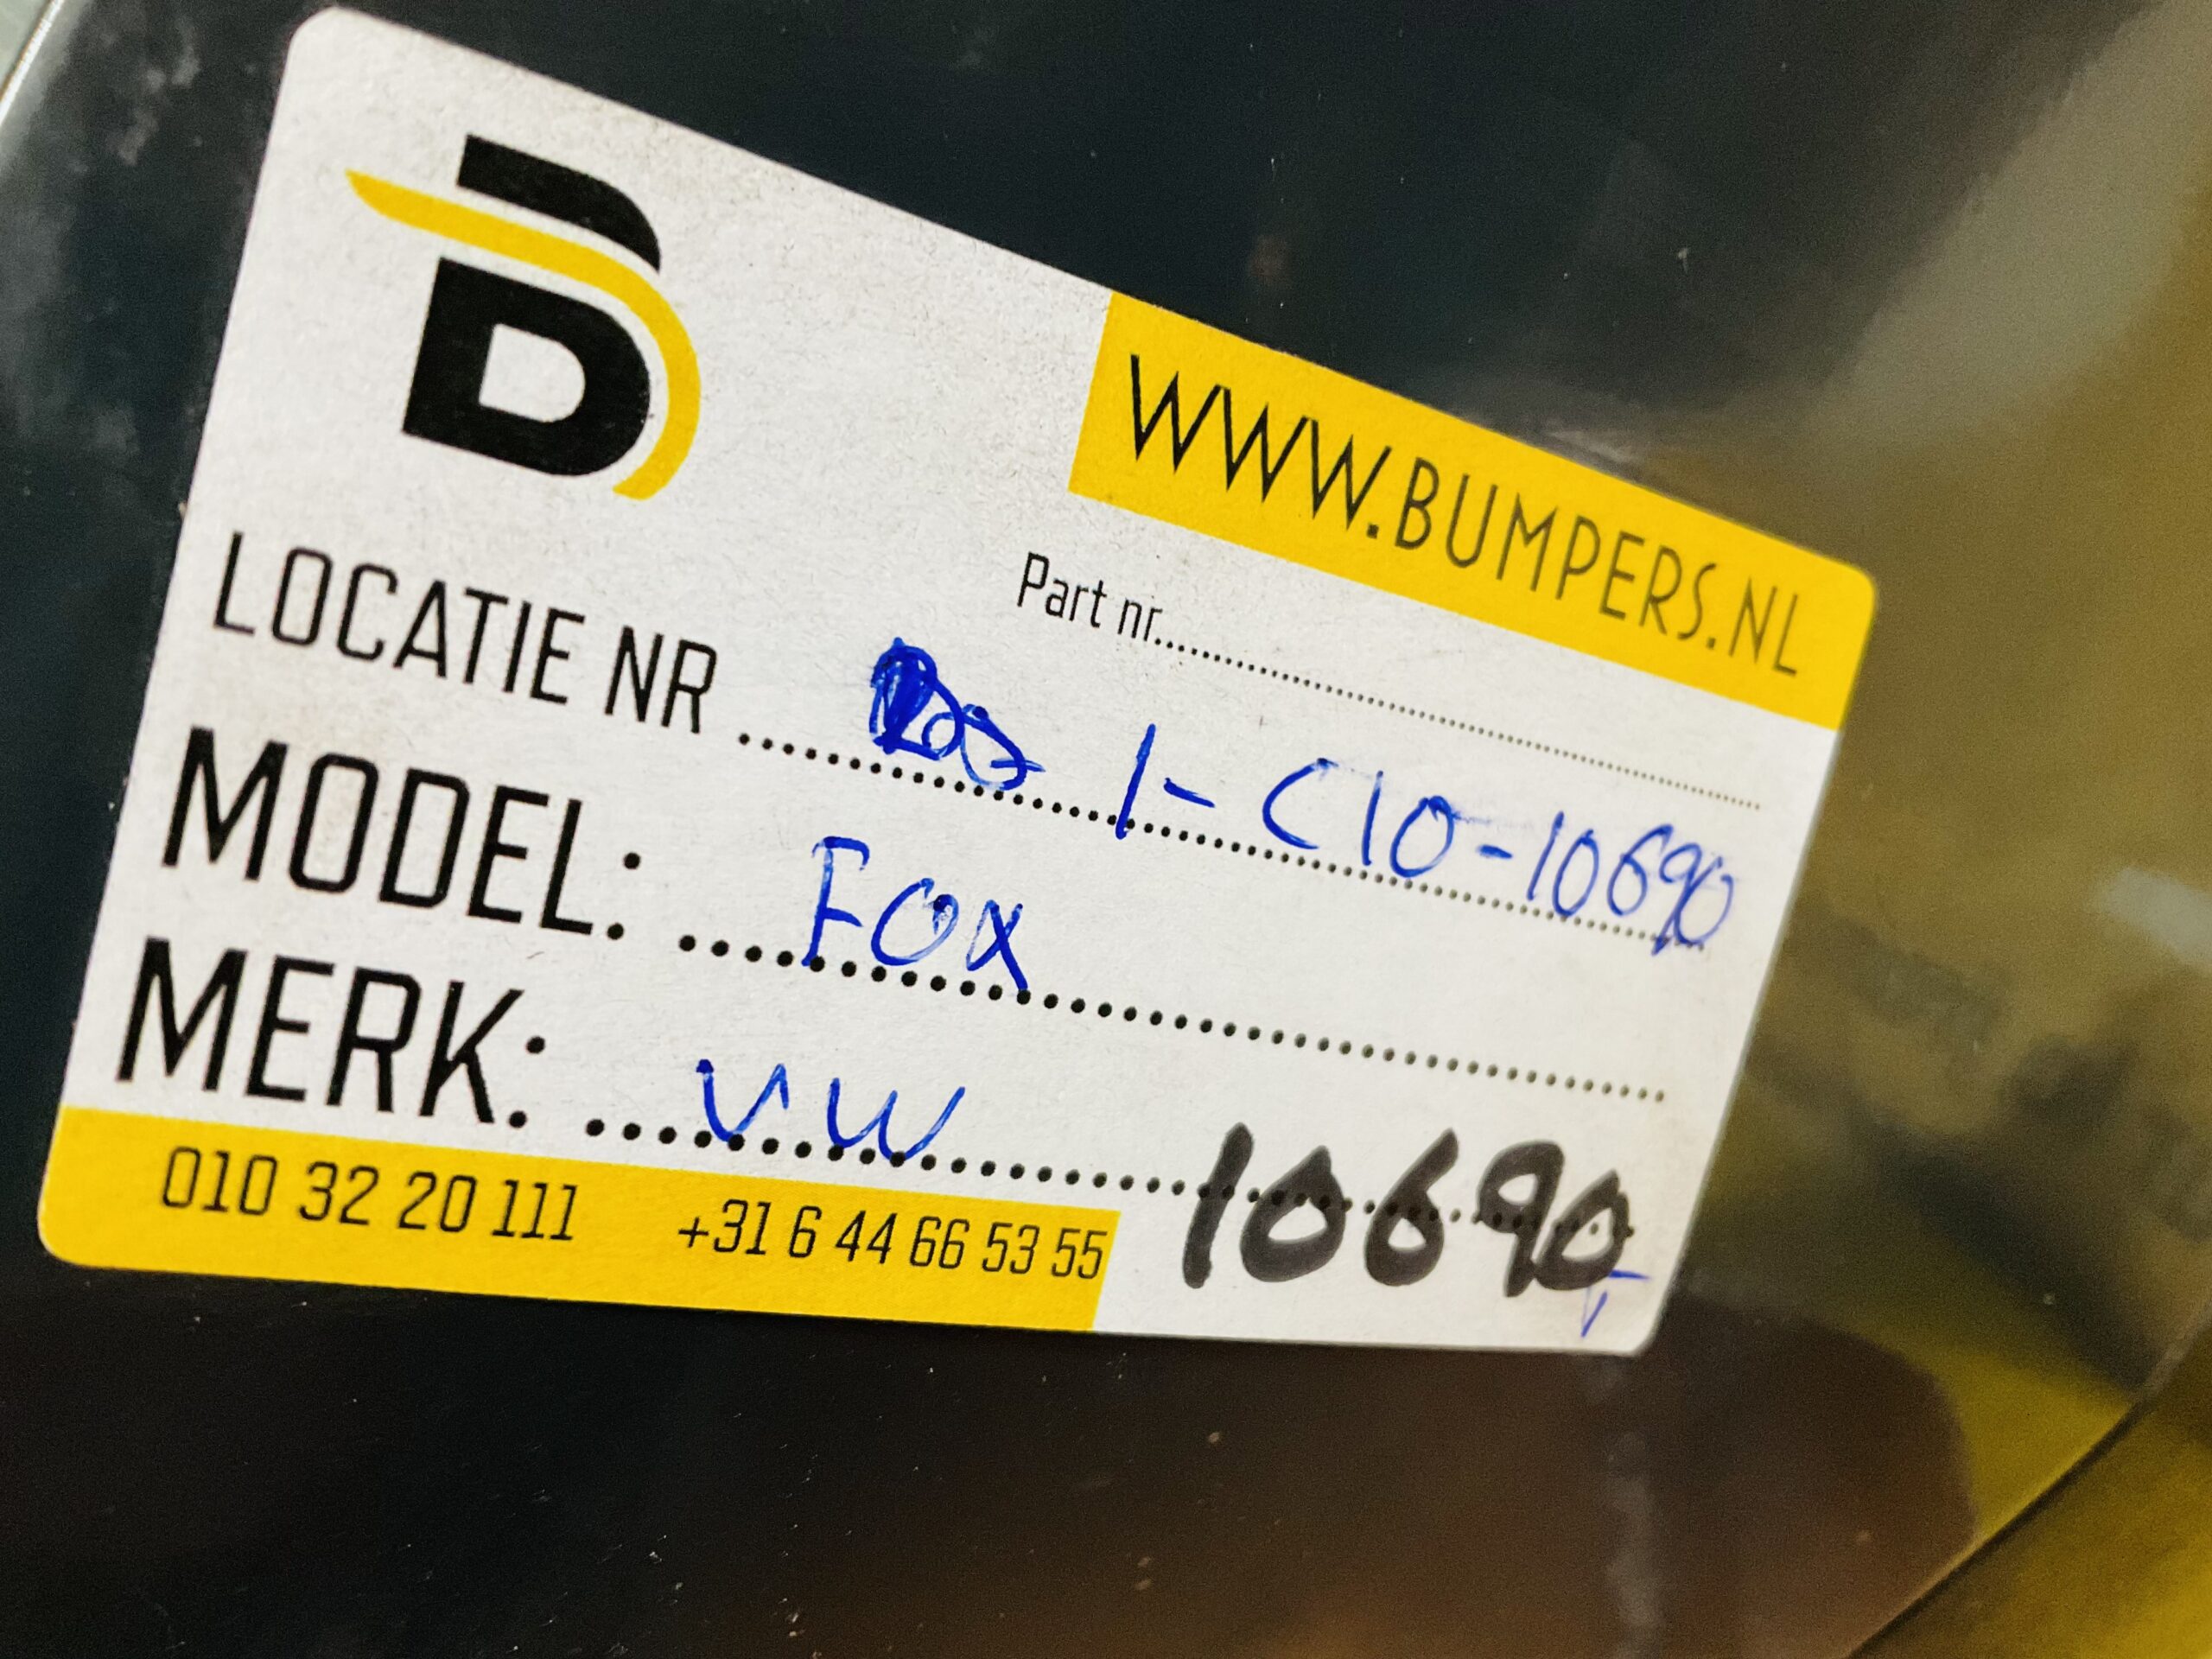 WWW.BUMPERS.NL
Part nr.
LOCATIE NR 1-C10-10690
MODEL: FOX
MERK: VW
10690
010 32 20 111 +31 6 44 66 53 55